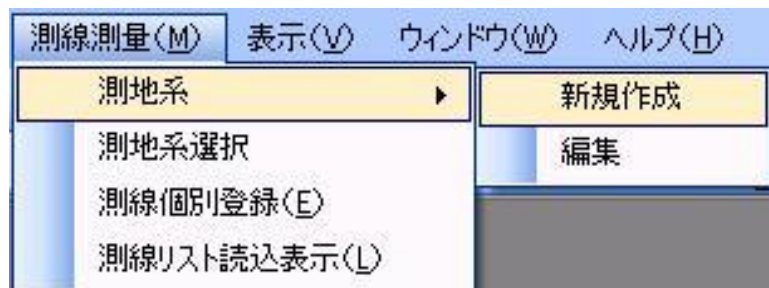 測線測量(M) 表示(V) ウィンドウ(W) ヘルプ(H)
測地系 新規作成
測地系選択 編集
測線個別登録(E)
測線リスト読込表示(L)